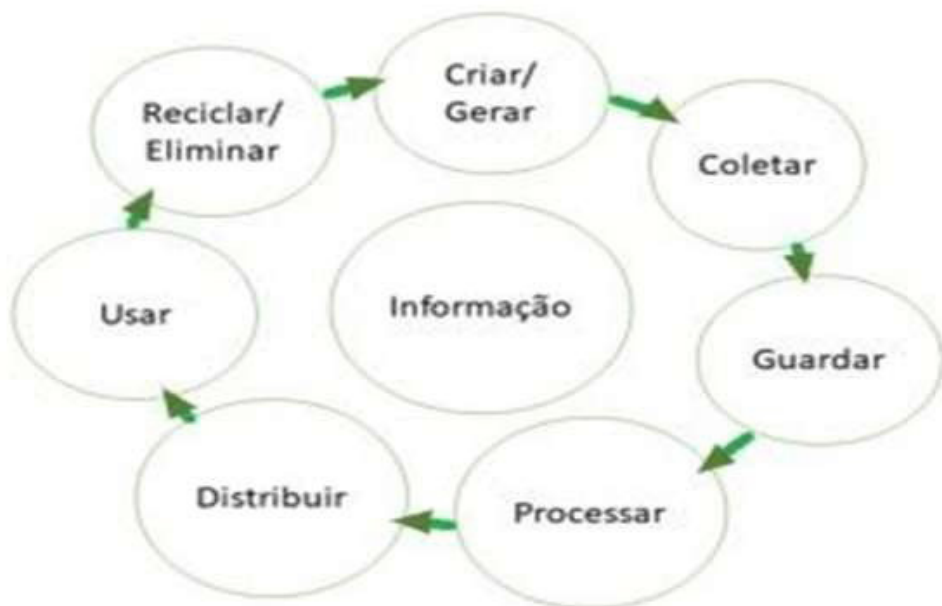 Criar/
Gerar
Coletar
Guardar
Processar
Distribuir
Usar
Reciclar/
Eliminar
Informação